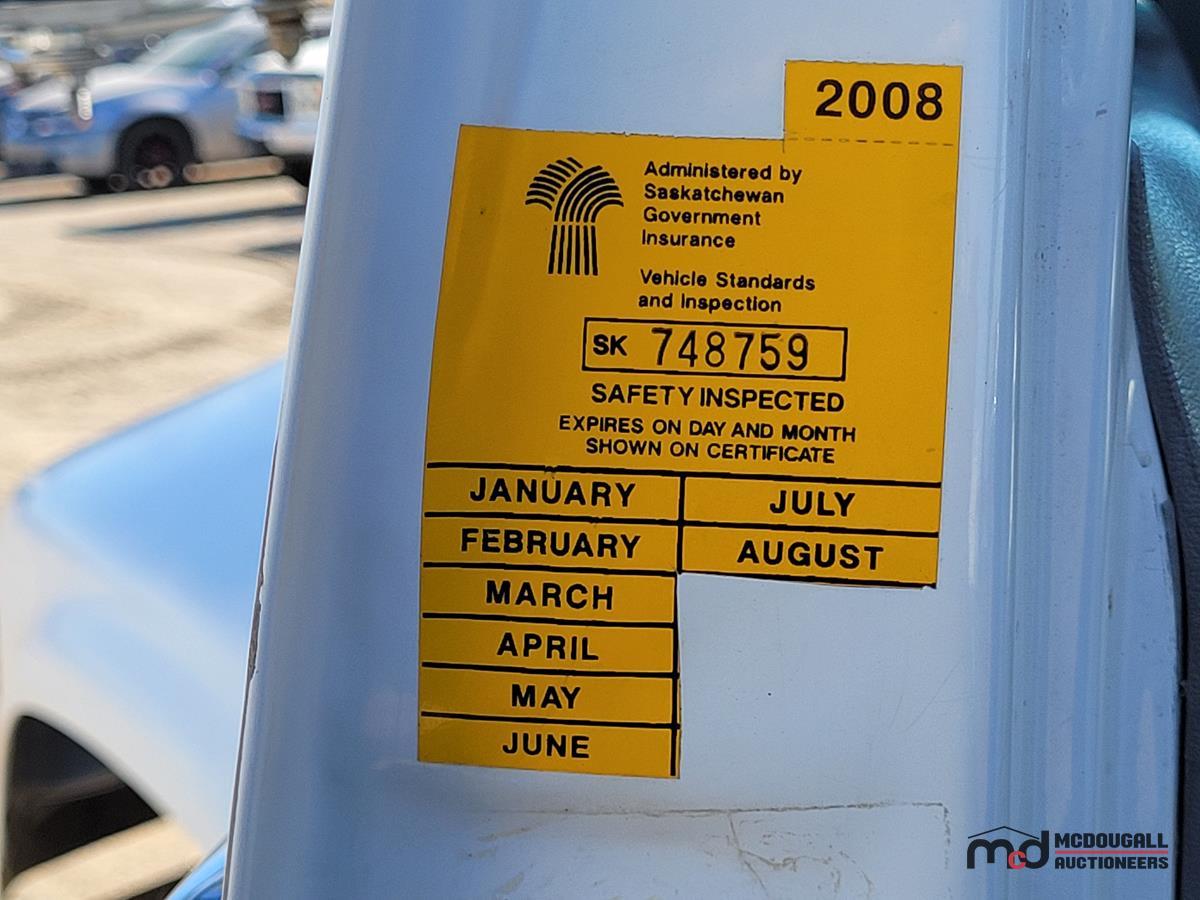 2008
Administered by
Saskatchewan
Government
Insurance
Vehicle Standards
and Inspection
SK 748759
SAFETY INSPECTED
EXPIRES ON DAY AND MONTH
SHOWN ON CERTIFICATE
JANUARY JULY
FEBRUARY AUGUST
MARCH
APRIL
MAY
JUNE
mcd MCDOUGALL
AUCTIONEERS